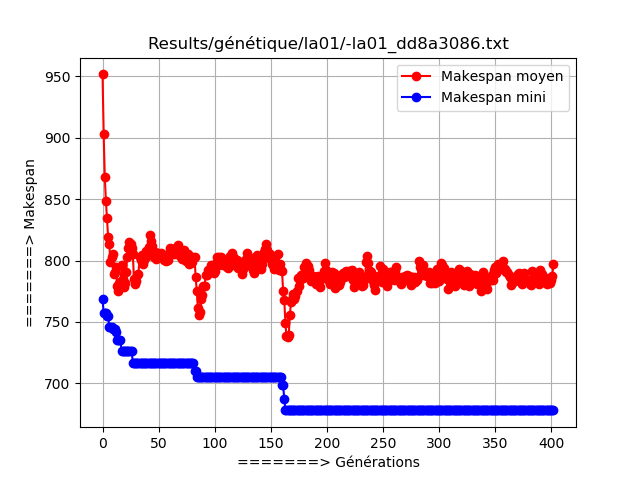 Results/génétique/la01/-la01_dd8a3086.txt
Makespan moyen
Makespan mini
=======> Makespan
950
900
850
800
750
700
0 50 100 150 200 250 300 350 400
=======> Générations